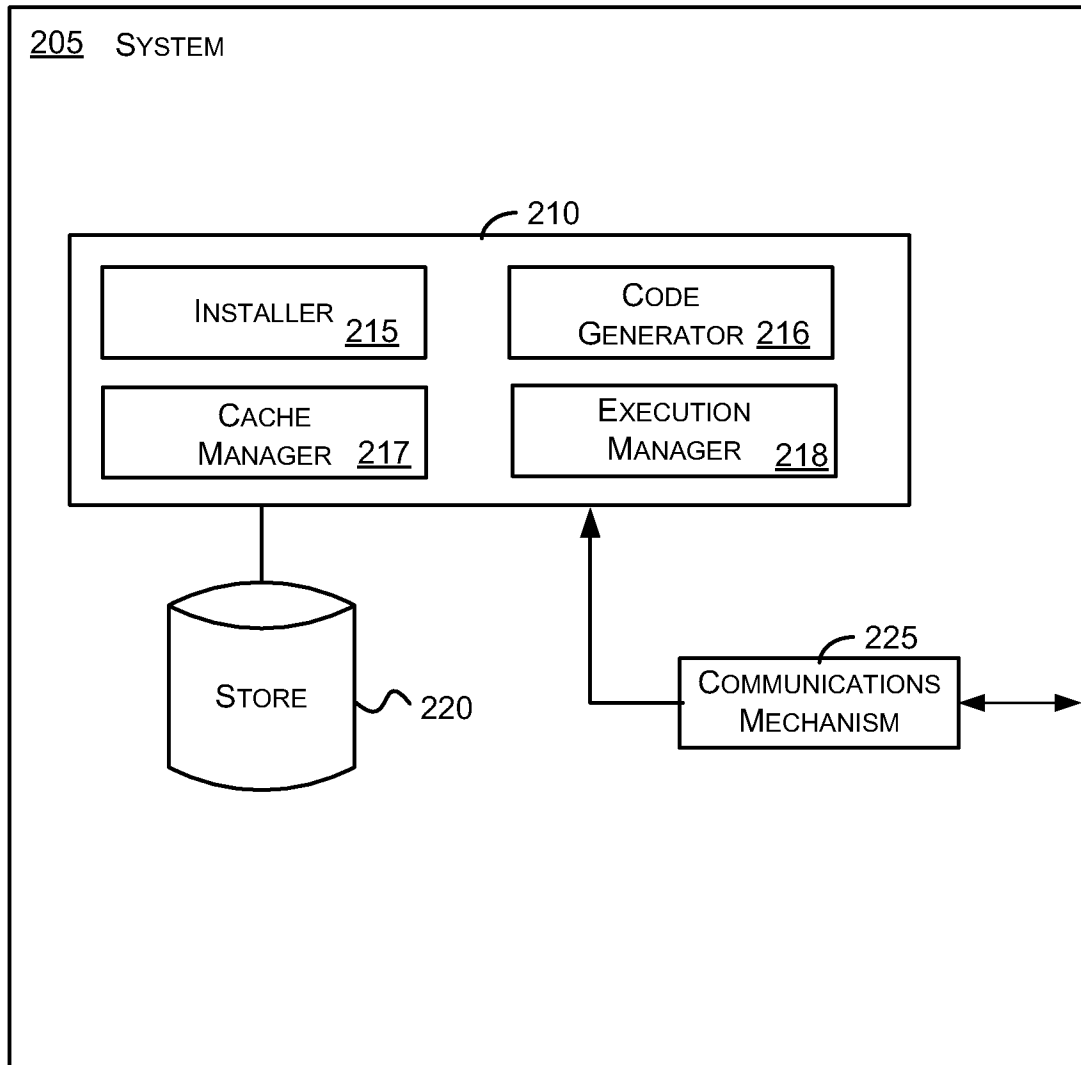 205 SYSTEM
210
INSTALLER 215
CODE
GENERATOR 216
CACHE
MANAGER 217
EXECUTION
MANAGER 218
225
STORE
220
COMMUNICATIONS
MECHANISM